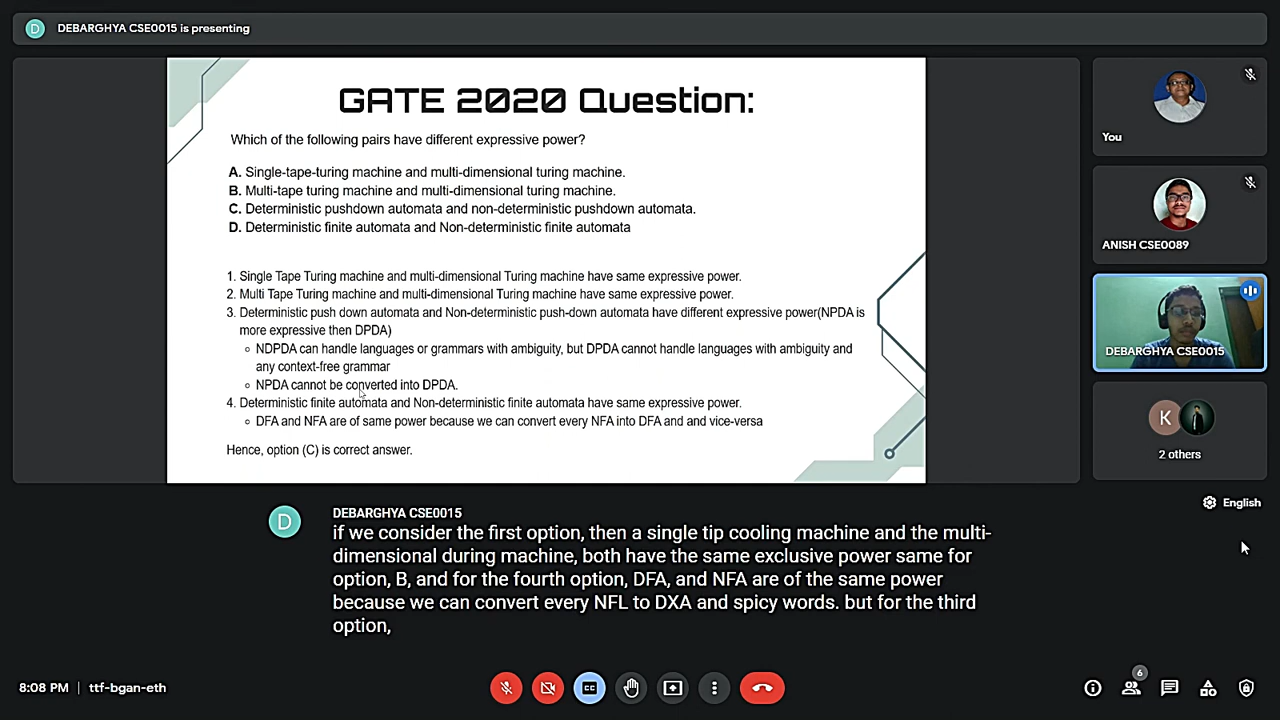 D DEBARGHYA CSE0015 is presenting
GATE 2020 Question:
Which of the following pairs have different expressive power?
A. Single-tape-turing machine and multi-dimensional turing machine.
B. Multi-tape turing machine and multi-dimensional turing machine.
C. Deterministic pushdown automata and non-deterministic pushdown automata.
D. Deterministic finite automata and Non-deterministic finite automata
1. Single Tape Turing machine and multi-dimensional Turing machine have same expressive power.
2. Multi Tape Turing machine and multi-dimensional Turing machine have same expressive power.
3. Deterministic push down automata and Non-deterministic push-down automata have different expressive power(NPDA is
more expressive then DPDA)
NDPDA can handle languages or grammars with ambiguity, but DPDA cannot handle languages with ambiguity and
any context-free grammar
NPDA cannot be converted into DPDA.
4. Deterministic finite automata and Non-deterministic finite automata have same expressive power.
DFA and NFA are of same power because we can convert every NFA into DFA and and vice-versa
Hence, option (C) is correct answer.
You
ANISH CSE0089
DEBARGHYA CSE0015
K
2 others
English
D
DEBARGHYA CSE0015
if we consider the first option, then a single tip cooling machine and the multi-
dimensional during machine, both have the same exclusive power same for
option, B, and for the fourth option, DFA, and NFA are of the same power
because we can convert every NFL to DXA and spicy words. but for the third
option,
8:08 PM | ttf-bgan-eth
CC
6